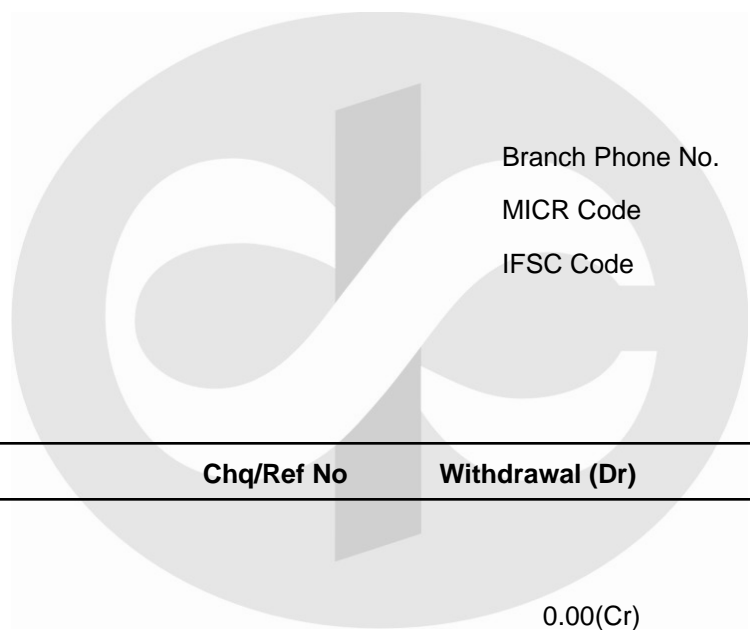 Branch Phone No.
MICR Code
IFSC Code
Chq/Ref No Withdrawal (Dr)
0.00(Cr)